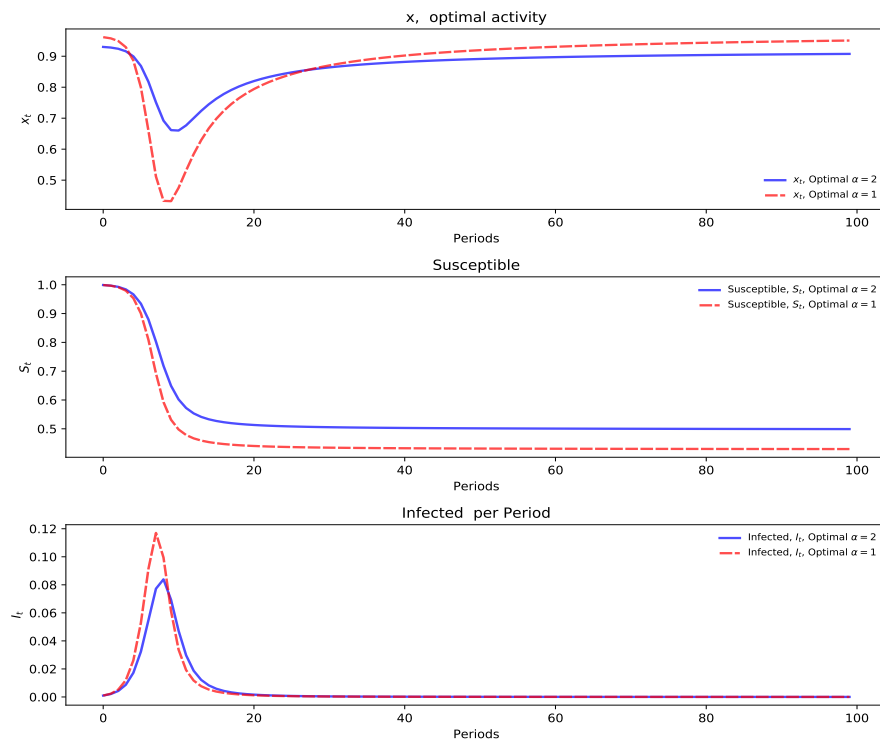 x,  optimal activity
0.9
0.8
0.7
0.6
0.5
x_t
x_t, Optimal α = 2
x_t, Optimal α = 1
0 20 40 60 80 100
Periods
Susceptible
1.0
0.9
0.8
0.7
0.6
0.5
S_t
Susceptible, S_t, Optimal α = 2
Susceptible, S_t, Optimal α = 1
0 20 40 60 80 100
Periods
Infected  per Period
0.12
0.10
0.08
0.06
0.04
0.02
0.00
I_t
Infected, I_t, Optimal α = 2
Infected, I_t, Optimal α = 1
0 20 40 60 80 100
Periods